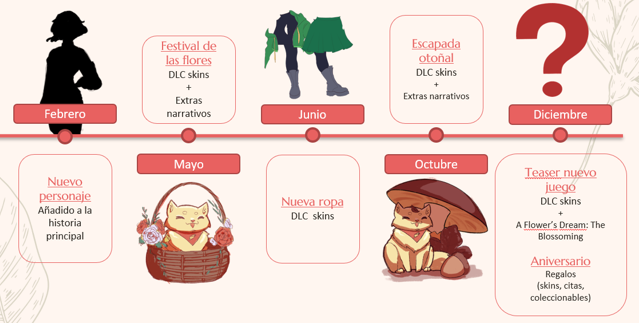 Festival de
las flores
DLC skins
+
Extras
narrativos
Escapada
otoñal
DLC skins
+
Extras narrativos
?
Febrero
Junio
Diciembre
Mayo
Octubre
Nuevo
personaje
Añadido a la
historia
principal
Nueva ropa
DLC skins
Teaser nuevo
juego
DLC skins
+
A Flower's Dream: The
Blossoming
Aniversario
Regalos
(skins, citas,
coleccionables)